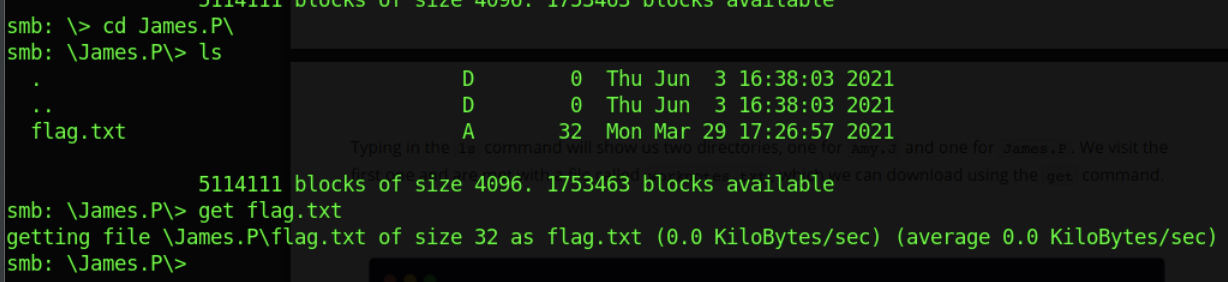 5114111 blocks of size 4096. 1753463 blocks available
smb: \> cd James.P\
smb: \James.P\> ls
. D 0 Thu Jun 3 16:38:03 2021
.. D 0 Thu Jun 3 16:38:03 2021
flag.txt A 32 Mon Mar 29 17:26:57 2021
Typing in the ls command will show us two directories, one for Amy.J and one for James.P. We visit the
first one and are which we can download using the get command.
5114111 blocks of size 4096. 1753463 blocks available
smb: \James.P\> get flag.txt
getting file \James.P\flag.txt of size 32 as flag.txt (0.0 KiloBytes/sec) (average 0.0 KiloBytes/sec)
smb: \James.P\>